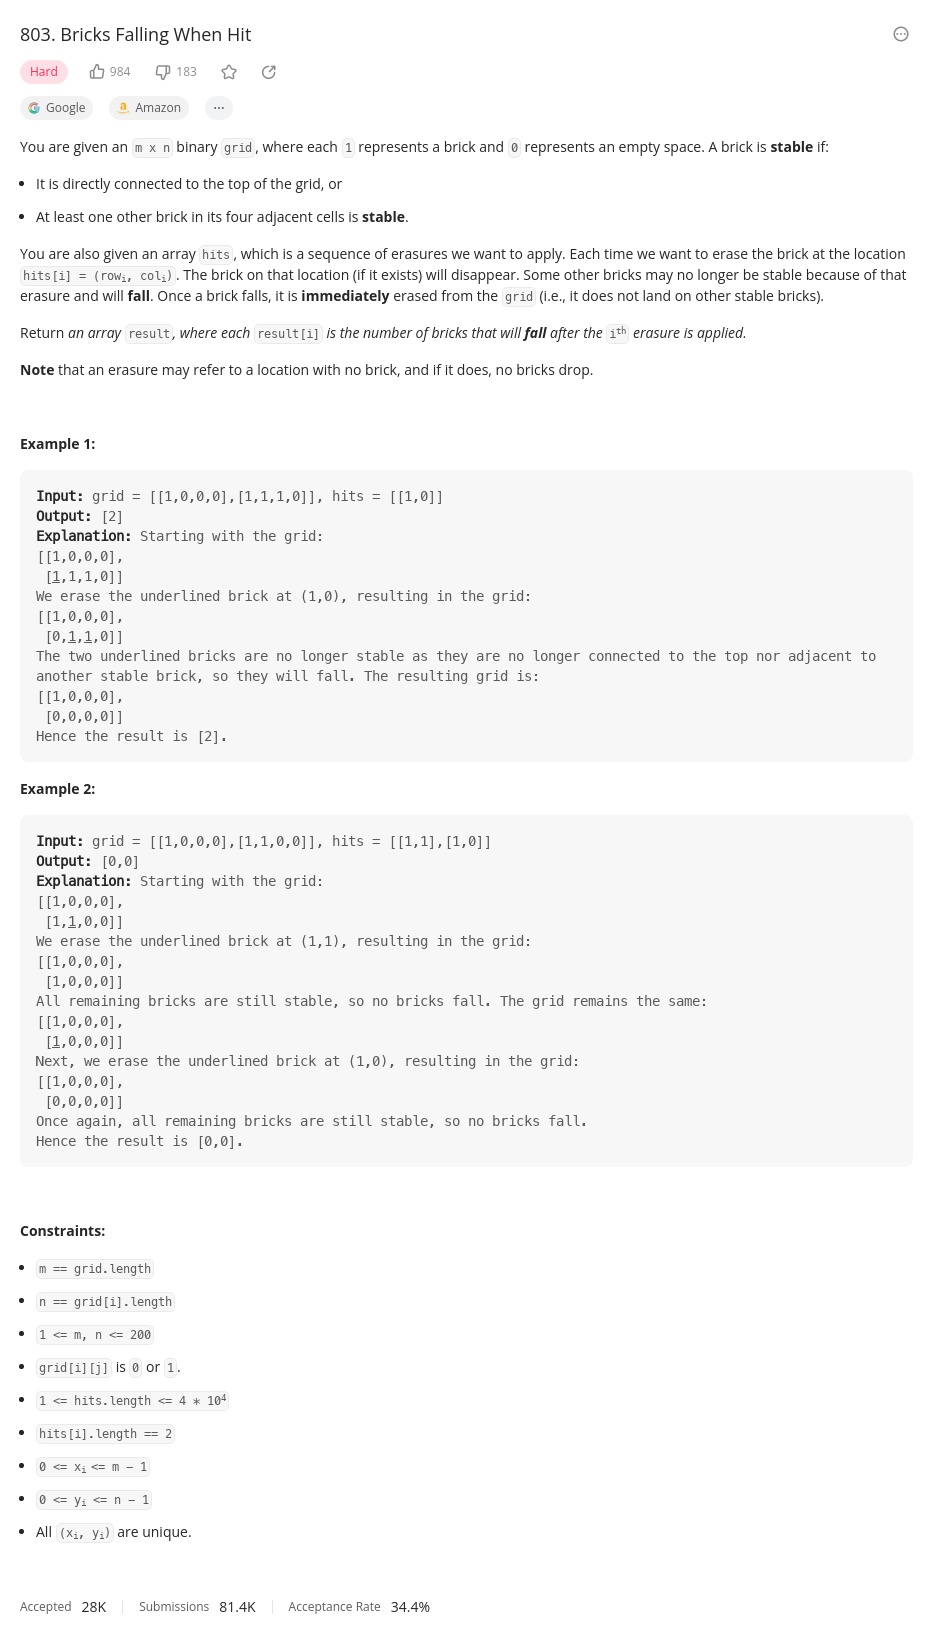 803. Bricks Falling When Hit
Hard 984 183
Google Amazon ...
You are given an m x n binary grid, where each 1 represents a brick and 0 represents an empty space. A brick is stable if:
• It is directly connected to the top of the grid, or
• At least one other brick in its four adjacent cells is stable.
You are also given an array hits, which is a sequence of erasures we want to apply. Each time we want to erase the brick at the location
hits[i] = (rowᵢ, colᵢ). The brick on that location (if it exists) will disappear. Some other bricks may no longer be stable because of that
erasure and will fall. Once a brick falls, it is immediately erased from the grid (i.e., it does not land on other stable bricks).
Return an array result, where each result[i] is the number of bricks that will fall after the iᵗʰ erasure is applied.
Note that an erasure may refer to a location with no brick, and if it does, no bricks drop.
Example 1:
Input: grid = [[1,0,0,0],[1,1,1,0]], hits = [[1,0]]
Output: [2]
Explanation: Starting with the grid:
[[1,0,0,0],
 [1,1,1,0]]
We erase the underlined brick at (1,0), resulting in the grid:
[[1,0,0,0],
 [0,1,1,0]]
The two underlined bricks are no longer stable as they are no longer connected to the top nor adjacent to
another stable brick, so they will fall. The resulting grid is:
[[1,0,0,0],
 [0,0,0,0]]
Hence the result is [2].
Example 2:
Input: grid = [[1,0,0,0],[1,1,0,0]], hits = [[1,1],[1,0]]
Output: [0,0]
Explanation: Starting with the grid:
[[1,0,0,0],
 [1,1,0,0]]
We erase the underlined brick at (1,1), resulting in the grid:
[[1,0,0,0],
 [1,0,0,0]]
All remaining bricks are still stable, so no bricks fall. The grid remains the same:
[[1,0,0,0],
 [1,0,0,0]]
Next, we erase the underlined brick at (1,0), resulting in the grid:
[[1,0,0,0],
 [0,0,0,0]]
Once again, all remaining bricks are still stable, so no bricks fall.
Hence the result is [0,0].
Constraints:
• m == grid.length
• n == grid[i].length
• 1 <= m, n <= 200
• grid[i][j] is 0 or 1.
• 1 <= hits.length <= 4 * 10⁴
• hits[i].length == 2
• 0 <= xᵢ <= m - 1
• 0 <= yᵢ <= n - 1
• All (xᵢ, yᵢ) are unique.
Accepted 28K Submissions 81.4K Acceptance Rate 34.4%